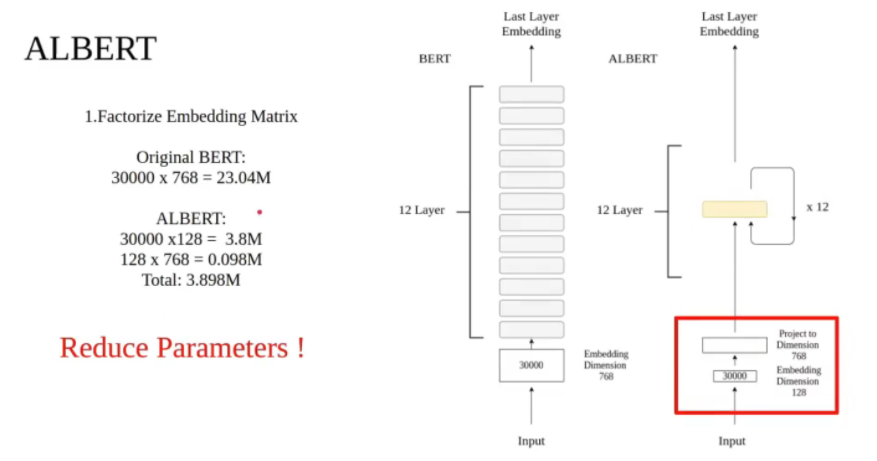 ALBERT
1.Factorize Embedding Matrix
Original BERT:
30000 x 768 = 23.04M
ALBERT:
30000 x128 = 3.8M
128 x 768 = 0.098M
Total: 3.898M
Reduce Parameters !
Last Layer
Embedding
BERT
12 Layer
30000
Embedding
Dimension
768
Input
Last Layer
Embedding
ALBERT
12 Layer
x 12
Project to
Dimension
768
30000
Embedding
Dimension
128
Input